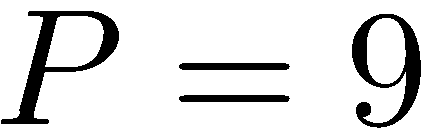 P = 9